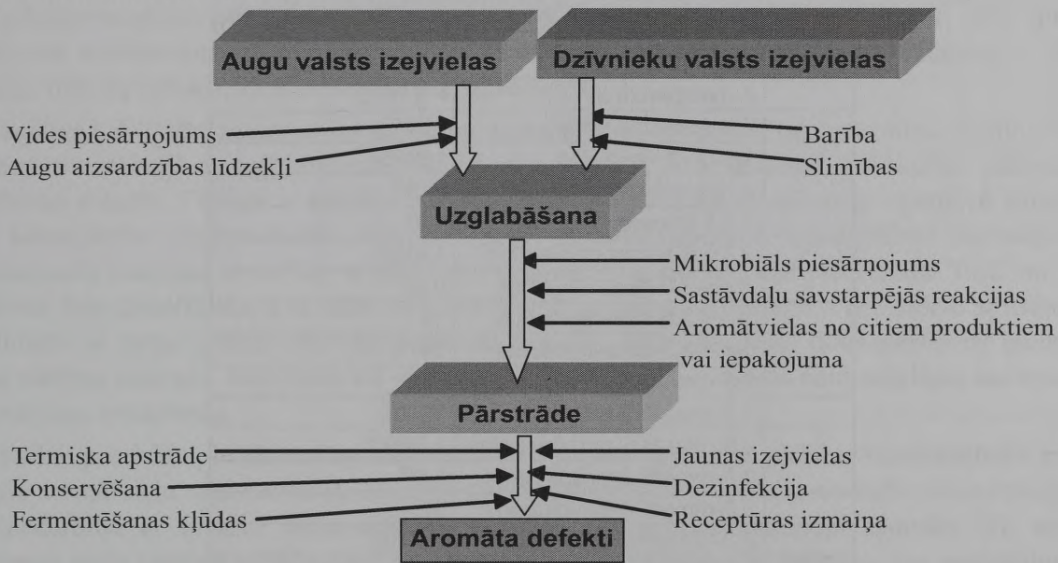 Augu valsts izejvielas
Dzīvnieku valsts izejvielas
Vides piesārņojums
Augu aizsardzības līdzekļi
Barība
Slimības
Uzglabāšana
Mikrobiāls piesārņojums
Sastāvdaļu savstarpējās reakcijas
Aromātvielas no citiem produktiem
vai iepakojuma
Pārstrāde
Termiska apstrāde
Konservēšana
Fermentēšanas kļūdas
Jaunas izejvielas
Dezinfekcija
Receptūras izmaiņa
Aromāta defekti